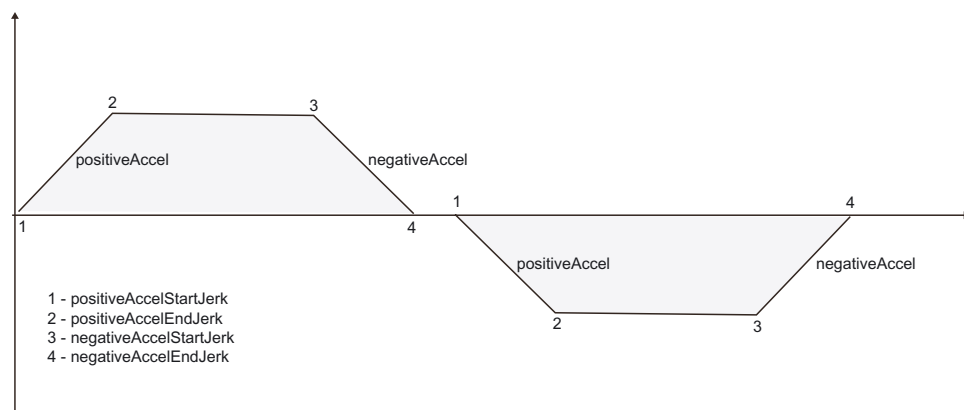 2
3
positiveAccel
negativeAccel
1
4
1
4
positiveAccel
negativeAccel
2
3
1 - positiveAccelStartJerk
2 - positiveAccelEndJerk
3 - negativeAccelStartJerk
4 - negativeAccelEndJerk